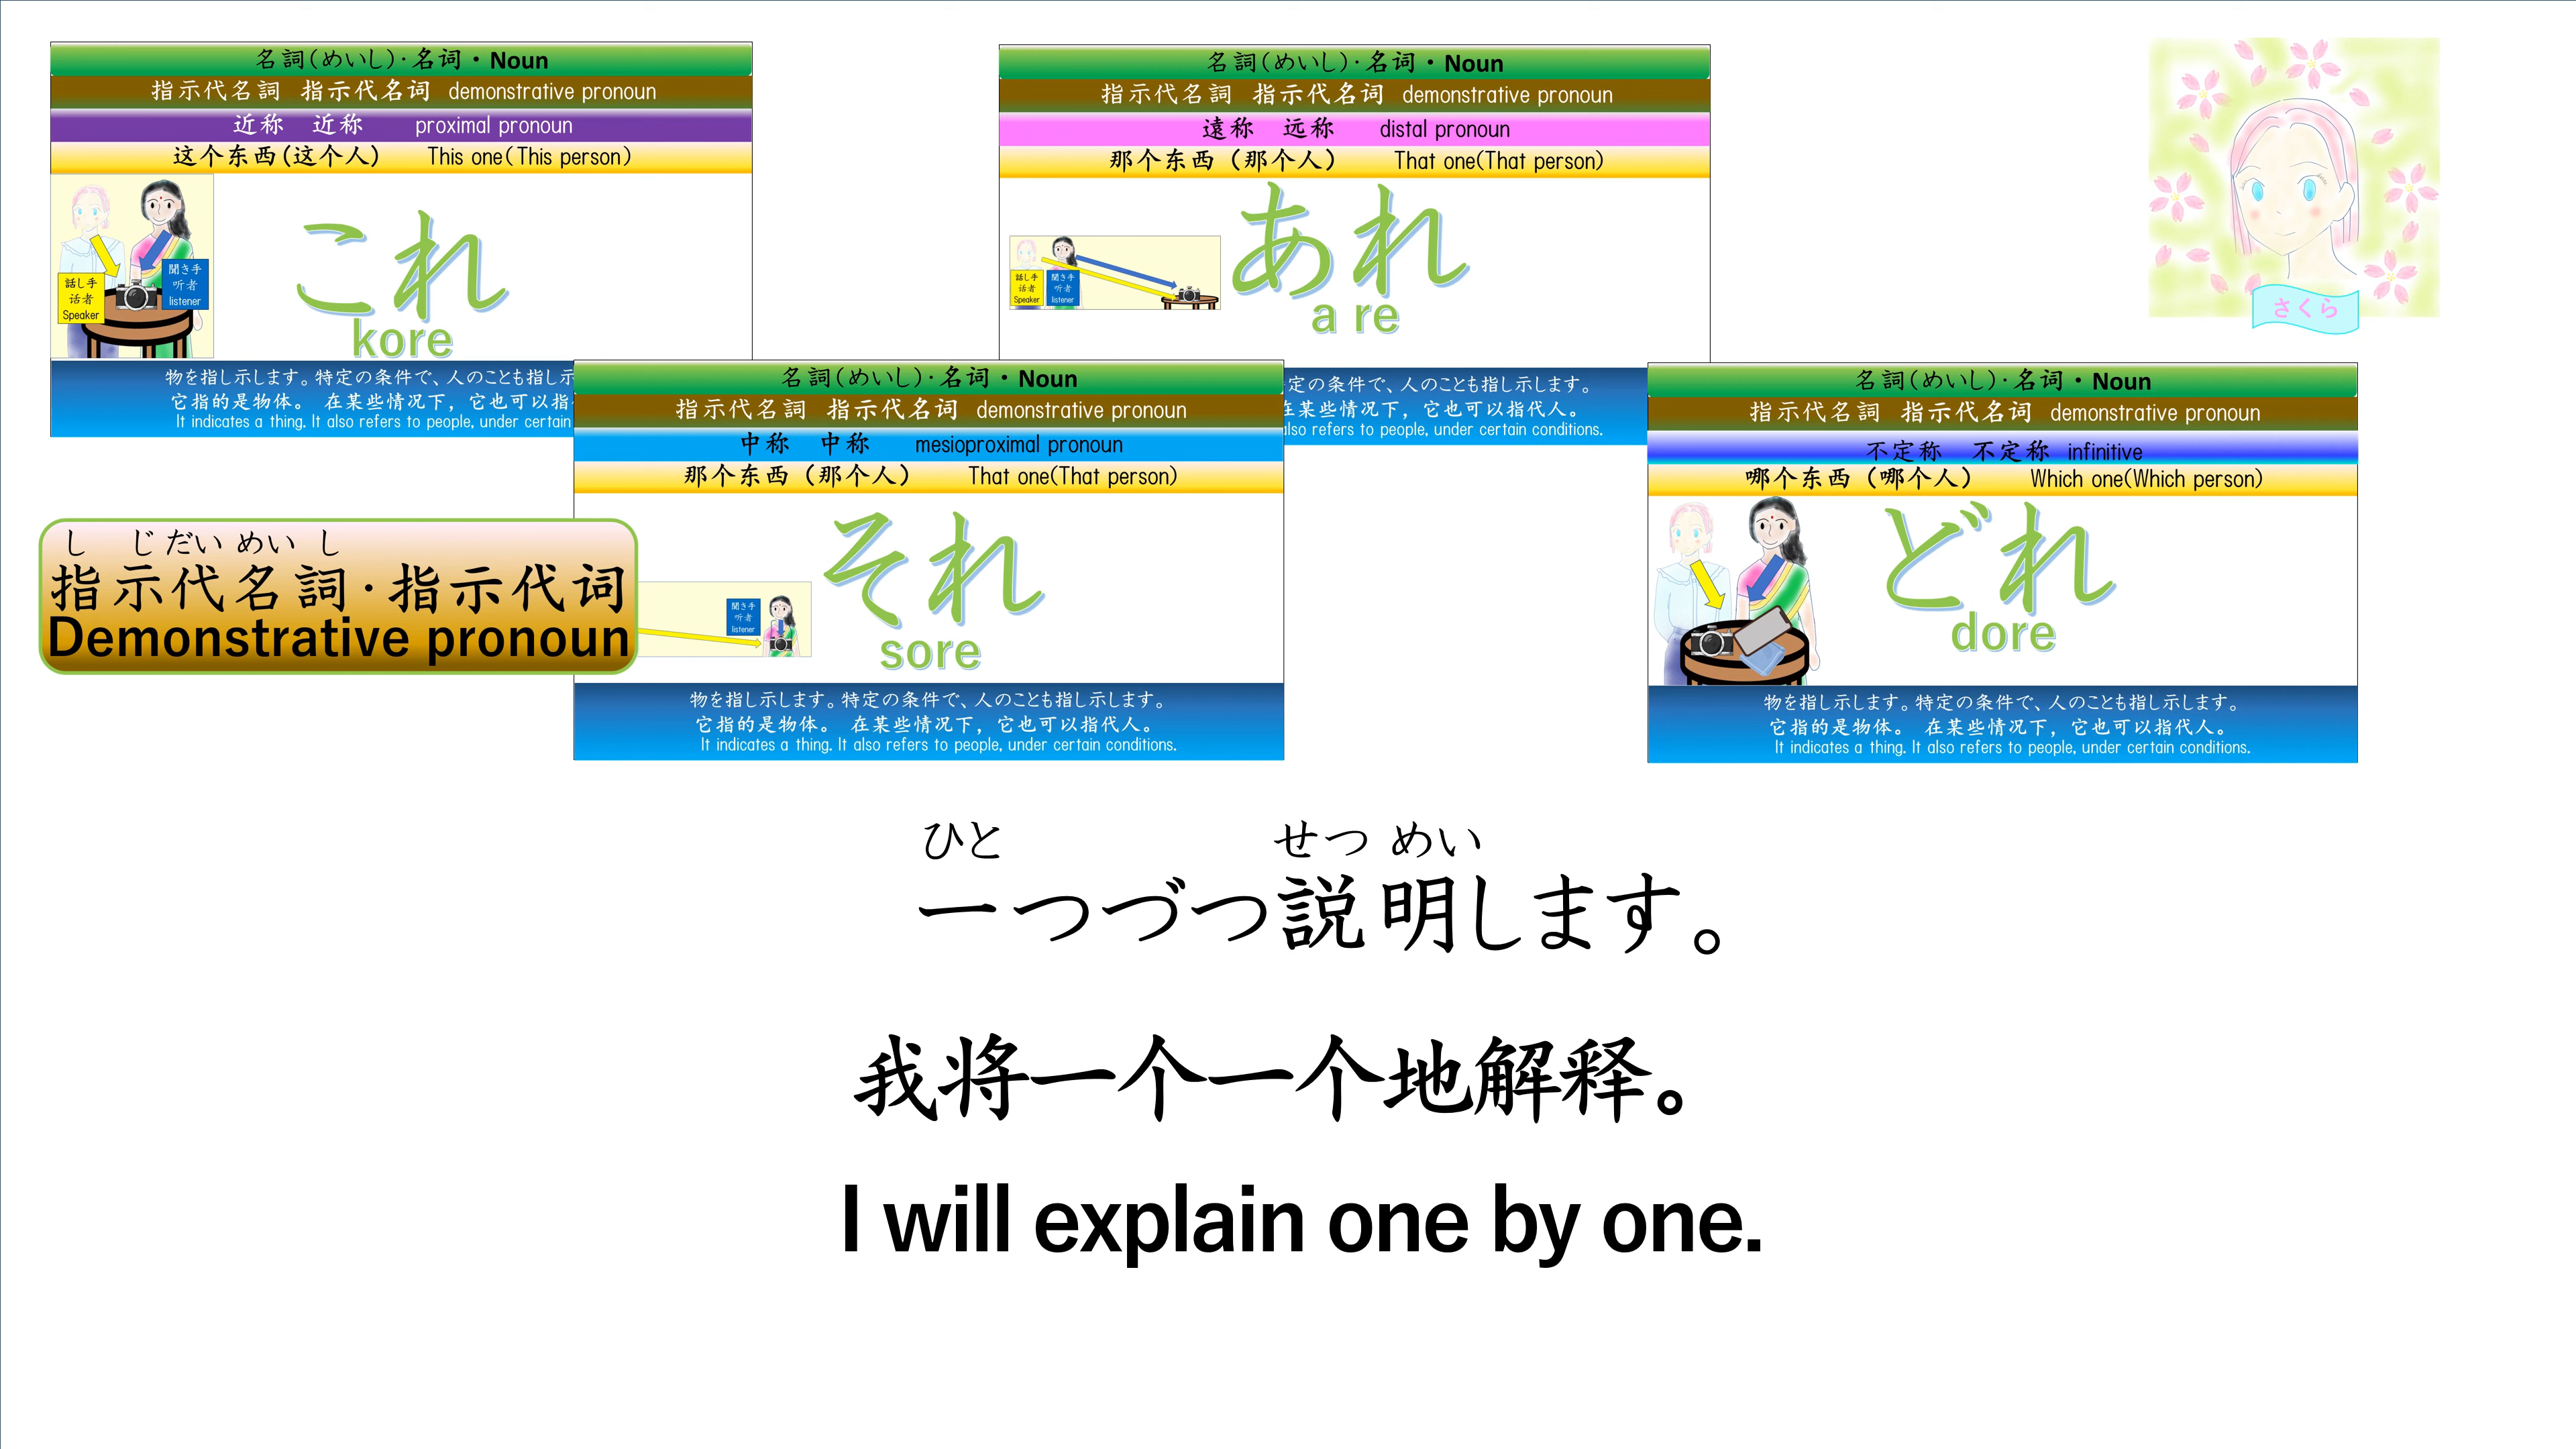 名詞(めいし)・名词・Noun
指示代名詞 指示代名词 demonstrative pronoun
近称 近称 proximal pronoun
这个东西(这个人) This one(This person)
話し手
话者
Speaker
聞き手
听者
listener
これ
kore
物を指し示します。特定の条件で、人のことも指し示
它指的是物体。 在某些情况下，它也可以指
It indicates a thing. It also refers to people, under certain
名詞(めいし)・名词・Noun
指示代名詞 指示代名词 demonstrative pronoun
遠称 远称 distal pronoun
那个东西（那个人） That one(That person)
話し手
话者
Speaker
聞き手
听者
listener
あれ
a re
定の条件で、人のことも指し示します。
在某些情况下，它也可以指代人。
also refers to people, under certain conditions.
さくら
しじだいめいし
指示代名詞・指示代词
Demonstrative pronoun
名詞(めいし)・名词・Noun
指示代名詞 指示代名词 demonstrative pronoun
中称 中称 mesioproximal pronoun
那个东西（那个人） That one(That person)
聞き手
听者
listener
それ
sore
物を指し示します。特定の条件で、人のことも指し示します。
它指的是物体。 在某些情况下，它也可以指代人。
It indicates a thing. It also refers to people, under certain conditions.
名詞(めいし)・名词・Noun
指示代名詞 指示代名词 demonstrative pronoun
不定称 不定称 infinitive
哪个东西（哪个人） Which one(Which person)
どれ
dore
物を指し示します。特定の条件で、人のことも指し示します。
它指的是物体。 在某些情况下，它也可以指代人。
It indicates a thing. It also refers to people, under certain conditions.
ひと せつ めい
一つづつ説明します。
我将一个一个地解释。
I will explain one by one.